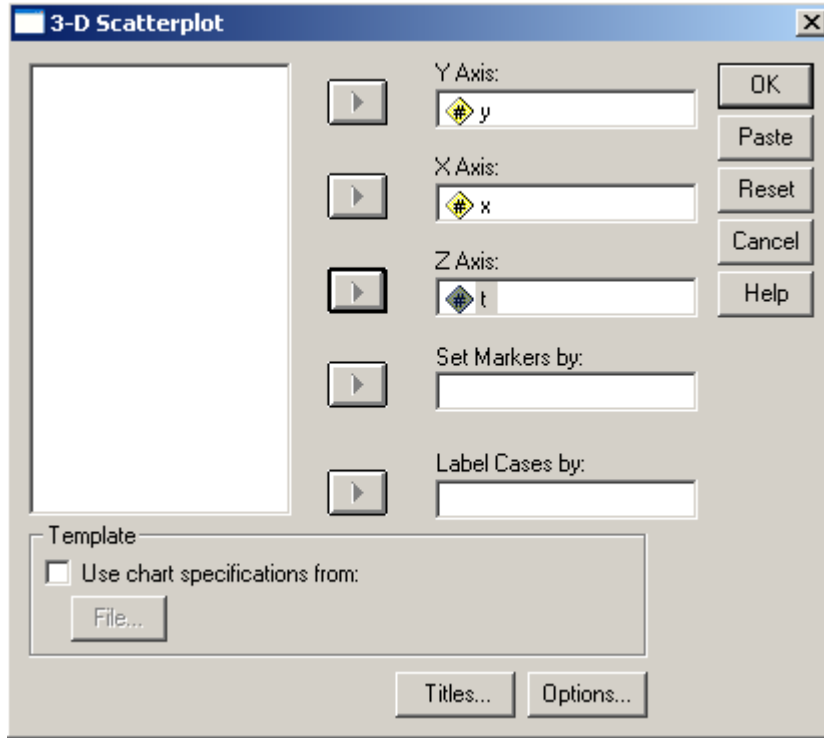 3-D Scatterplot
Y Axis:
# y
X Axis:
# x
Z Axis:
# t
Set Markers by:
Label Cases by:
OK
Paste
Reset
Cancel
Help
Template
Use chart specifications from:
File...
Titles...
Options...